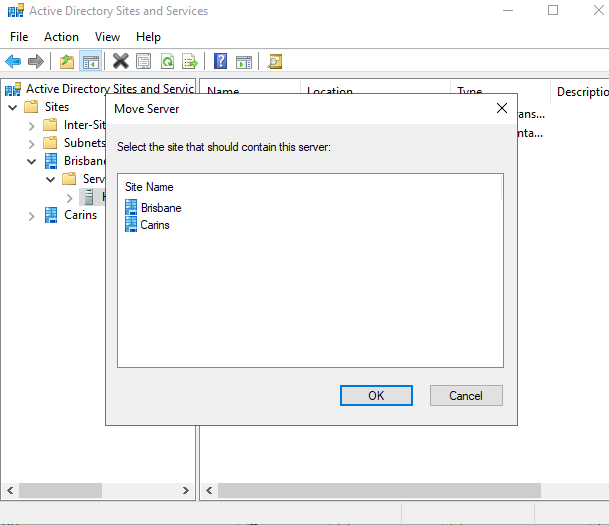 Active Directory Sites and Services
File Action View Help
Active Directory Sites and Servic
Name Location Type Descriptio
Sites
Inter-Sit
Subnets
Brisbane
Serv
Carins
Move Server
Select the site that should contain this server:
Site Name
Brisbane
Carins
OK Cancel
ans...
nta...